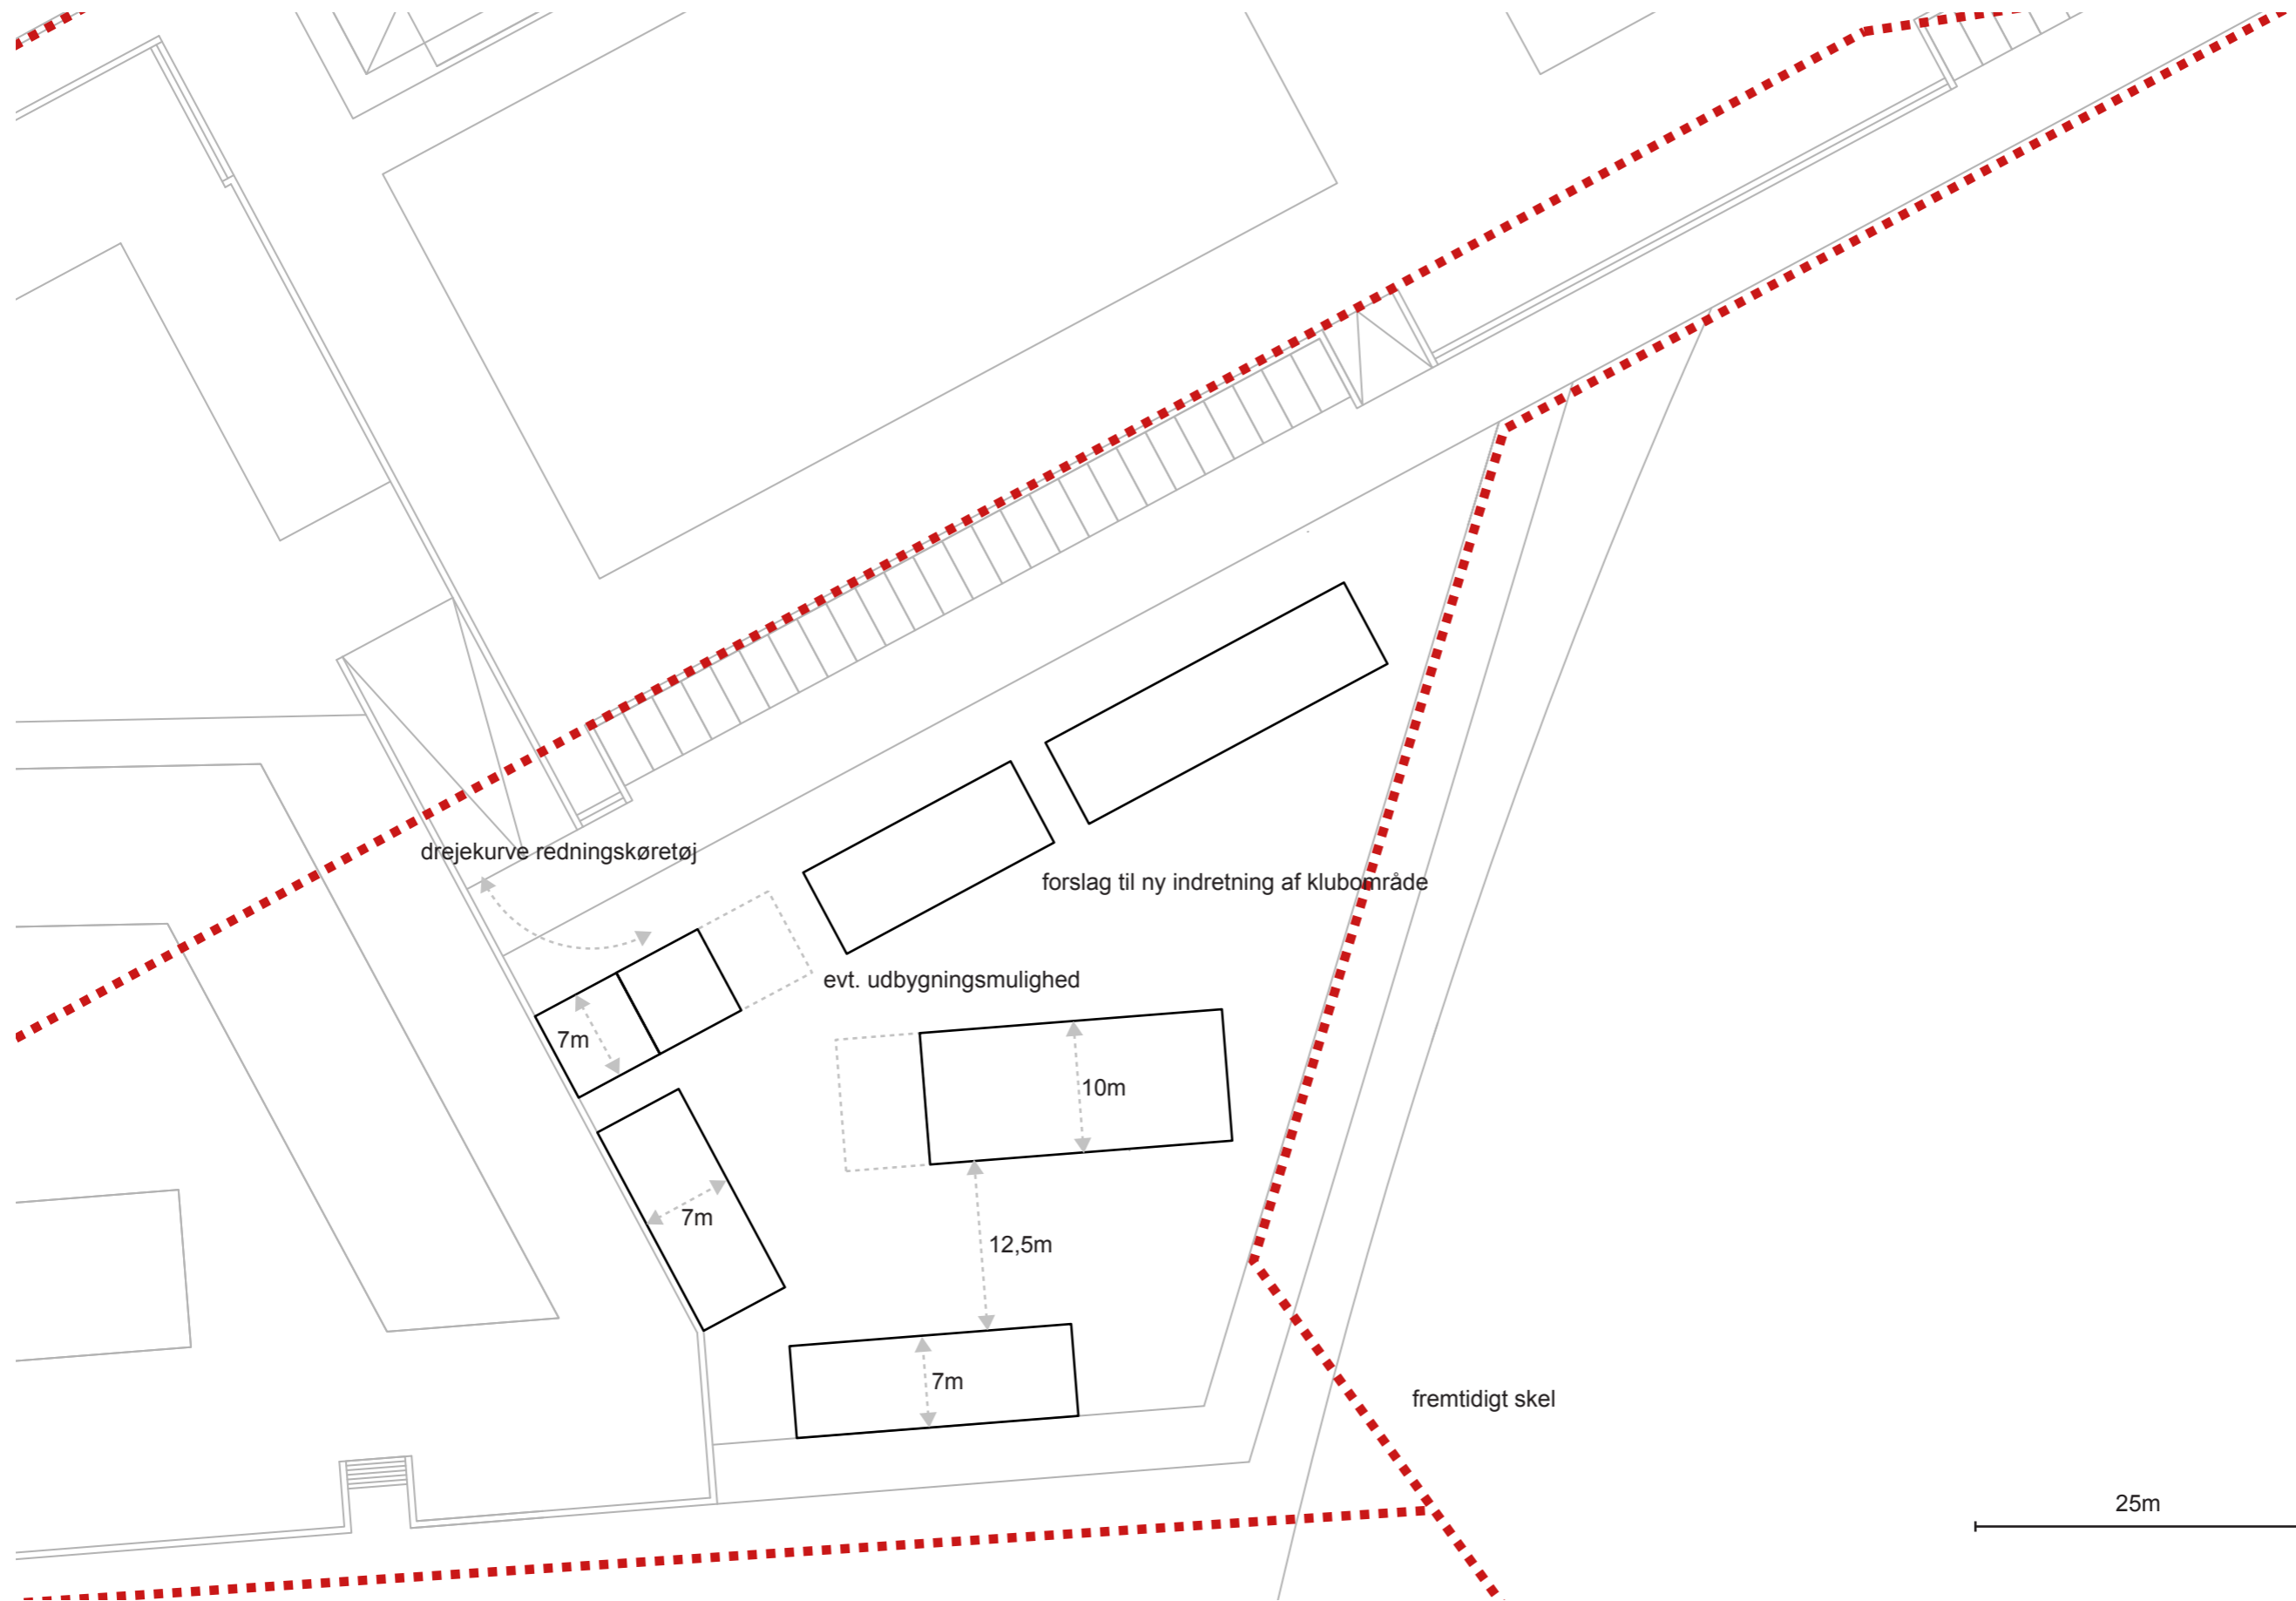 drejekurve redningskøretøj
forslag til ny indretning af klubområde
evt. udbygningsmulighed
7m
10m
7m
12,5m
7m
fremtidigt skel
25m